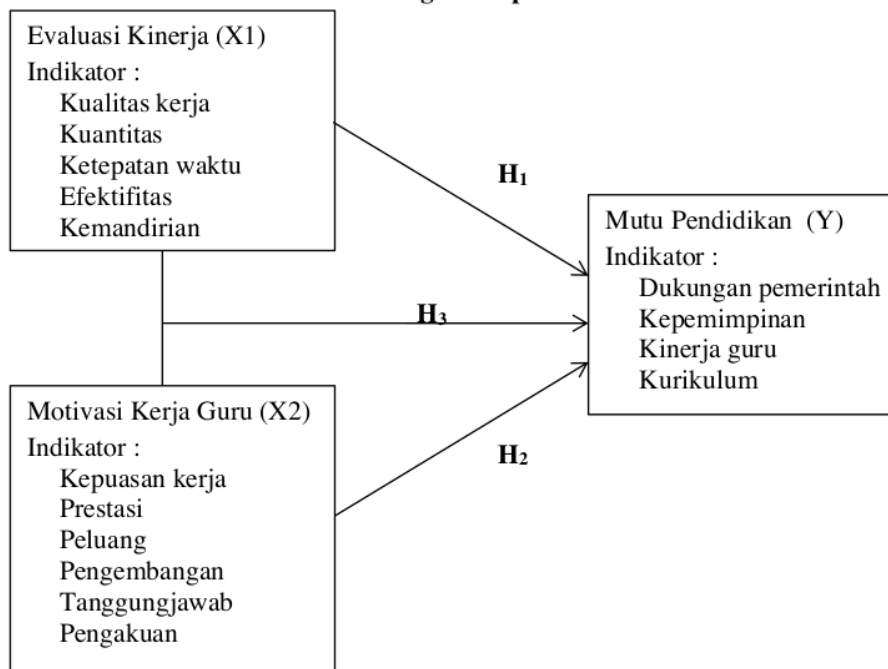 Evaluasi Kinerja (X1)
Indikator :
Kualitas kerja
Kuantitas
Ketepatan waktu
Efektifitas
Kemandirian
H1
Mutu Pendidikan (Y)
Indikator :
Dukungan pemerintah
Kepemimpinan
Kinerja guru
Kurikulum
H3
Motivasi Kerja Guru (X2)
Indikator :
Kepuasan kerja
Prestasi
Peluang
Pengembangan
Tanggungjawab
Pengakuan
H2